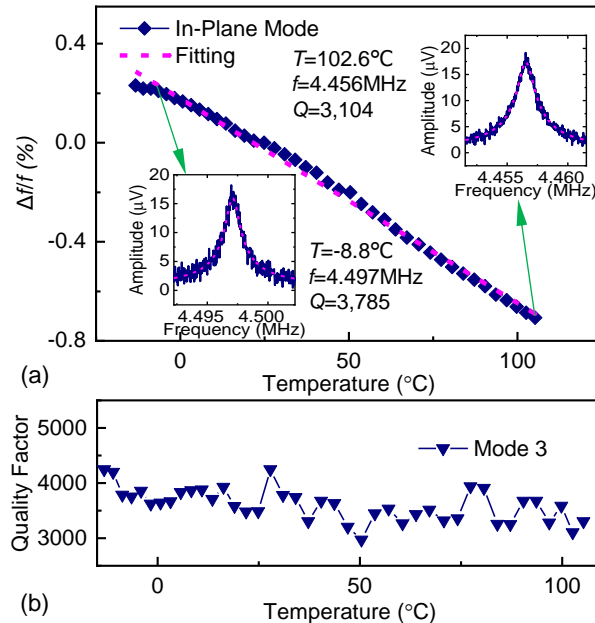 (a)
In-Plane Mode
Fitting
T=102.6°C
f=4.456MHz
Q=3,104
20
15
10
5
0
Amplitude (μV)
4.455 4.460
Frequency (MHz)
0.4
0.0
-0.4
-0.8
Δf/f (%)
20
15
10
5
0
Amplitude (μV)
4.495 4.500
Frequency (MHz)
T=-8.8°C
f=4.497MHz
Q=3,785
0 50 100
Temperature (°C)
(b)
5000
4000
3000
Quality Factor
Mode 3
0 50 100
Temperature (°C)